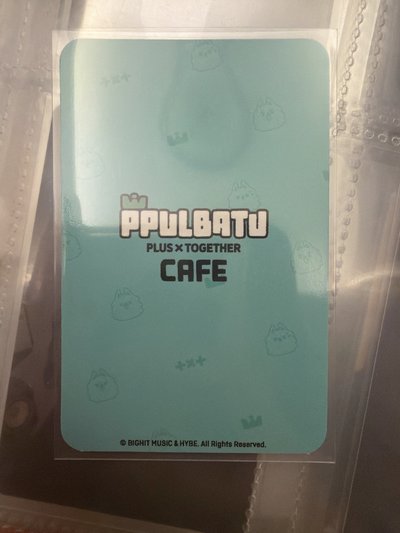 PPULBATU
PLUS × TOGETHER
CAFE
© BIGHIT MUSIC & HYBE. All Rights Reserved.